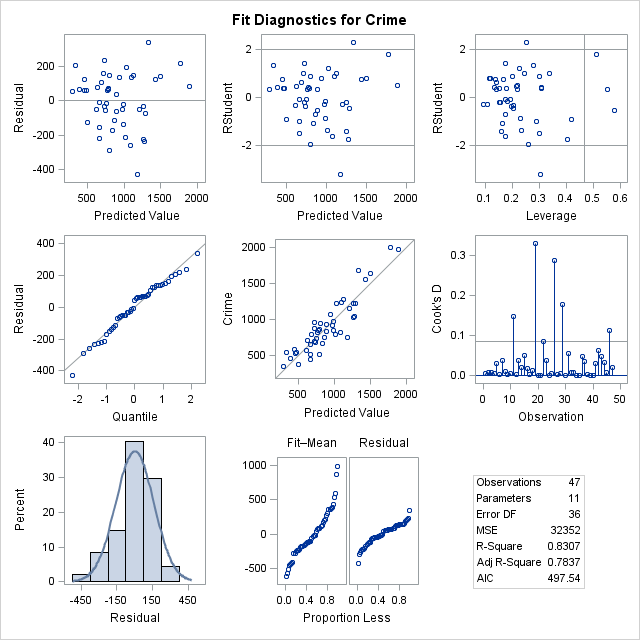 Fit Diagnostics for Crime
200
0
-200
-400
Residual
500 1000 1500 2000
Predicted Value
2
0
-2
RStudent
500 1000 1500 2000
Predicted Value
2
0
-2
RStudent
0.1 0.2 0.3 0.4 0.5 0.6
Leverage
400
200
0
-200
-400
Residual
-2 -1 0 1 2
Quantile
2000
1500
1000
500
Crime
500 1000 1500 2000
Predicted Value
0.3
0.2
0.1
0.0
Cook's D
0 10 20 30 40 50
Observation
40
30
20
10
0
Percent
-450 -150 150 450
Residual
Fit–Mean Residual
1000
500
0
-500
0.0 0.4 0.8 0.0 0.4 0.8
Proportion Less
Observations 47
Parameters 11
Error DF 36
MSE 32352
R-Square 0.8307
Adj R-Square 0.7837
AIC 497.54